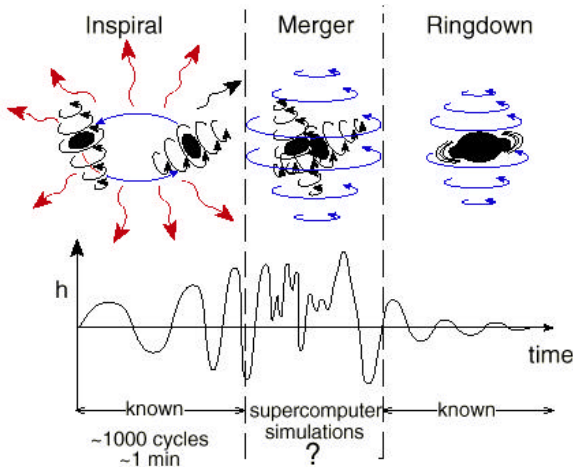 Inspiral
Merger
Ringdown
h
time
known
supercomputer
simulations
?
known
~1000 cycles
~1 min